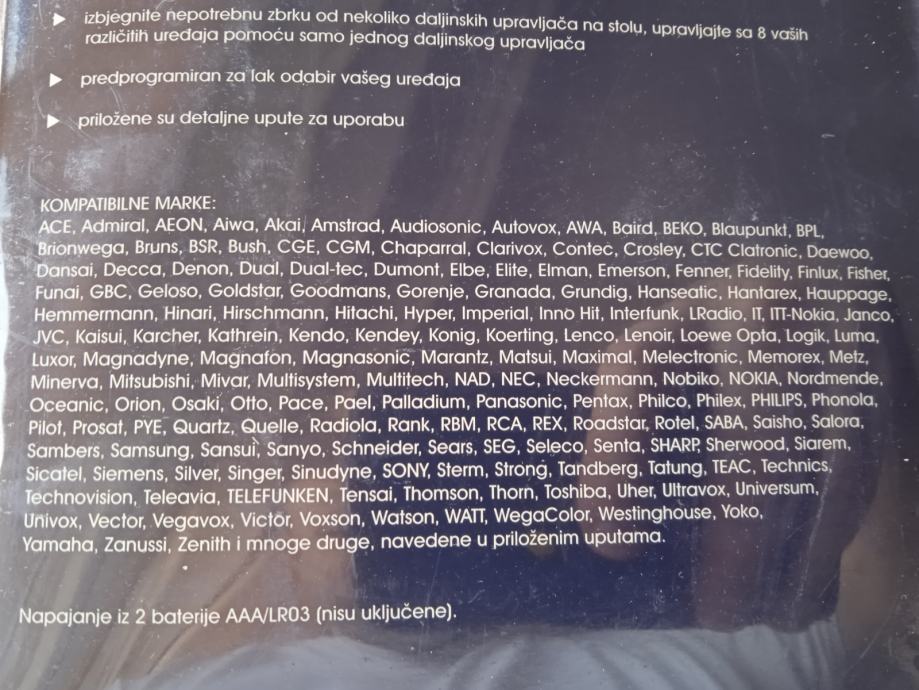 ► izbjegnite nepotrebnu zbrku od nekoliko daljinskih upravljača na stolu, upravljajte sa 8 vaših
različitih uređaja pomoću samo jednog daljinskog upravljača
► predprogramiran za lak odabir vašeg uređaja
► priložene su detaljne upute za uporabu
KOMPATIBILNE MARKE:
ACE, Admiral, AEON, Aiwa, Akai, Amstrad, Audiosonic, Autovox, AWA, Baird, BEKO, Blaupunkt, BPL,
Brionwega, Bruns, BSR, Bush, CGE, CGM, Chaparral, Clarivox, Contec, Crosley, CTC Clatronic, Daewoo,
Dansai, Decca, Denon, Dual, Dual-tec, Dumont, Elbe, Elite, Elman, Emerson, Fenner, Fidelity, Finlux, Fisher,
Funai, GBC, Geloso, Goldstar, Goodmans, Gorenje, Granada, Grundig, Hanseatic, Hantarex, Hauppage,
Hemmermann, Hinari, Hirschmann, Hitachi, Hyper, Imperial, Inno Hit, Interfunk, LRadio, IT, ITT-Nokia, Janco,
JVC, Kaisui, Karcher, Kathrein, Kendo, Kendey, Konig, Koerting, Lenco, Lenoir, Loewe Opta, Logik, Luma,
Luxor, Magnadyne, Magnafon, Magnasonic, Marantz, Matsui, Maximal, Melectronic, Memorex, Metz,
Minerva, Mitsubishi, Mivar, Multisystem, Multitech, NAD, NEC, Neckermann, Nobiko, NOKIA, Nordmende,
Oceanic, Orion, Osaki, Otto, Pace, Pael, Palladium, Panasonic, Pentax, Philco, Philex, PHILIPS, Phonola,
Pilot, Prosat, PYE, Quartz, Quelle, Radiola, Rank, RBM, RCA, REX, Roadstar, Rotel, SABA, Saisho, Salora,
Sambers, Samsung, Sansui, Sanyo, Schneider, Sears, SEG, Seleco, Senta, SHARP, Sherwood, Siarem,
Sicatel, Siemens, Silver, Singer, Sinudyne, SONY, Sterm, Strong, Tandberg, Tatung, TEAC, Technics,
Technovision, Teleavia, TELEFUNKEN, Tensai, Thomson, Thorn, Toshiba, Uher, Ultravox, Universum,
Univox, Vector, Vegavox, Victor, Voxson, Watson, WATT, WegaColor, Westinghouse, Yoko,
Yamaha, Zanussi, Zenith i mnoge druge, navedene u priloženim uputama.
Napajanje iz 2 baterije AAA/LR03 (nisu uključene).